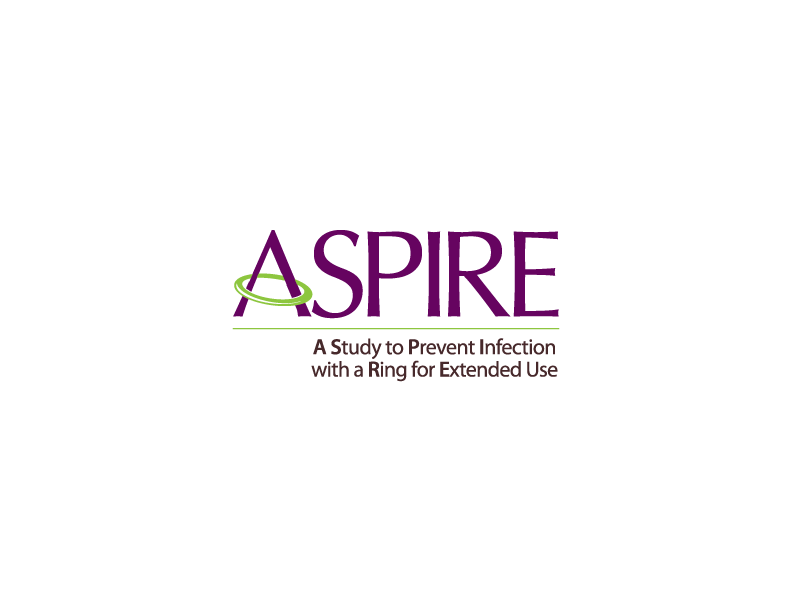 ASPIRE
A Study to Prevent Infection
with a Ring for Extended Use